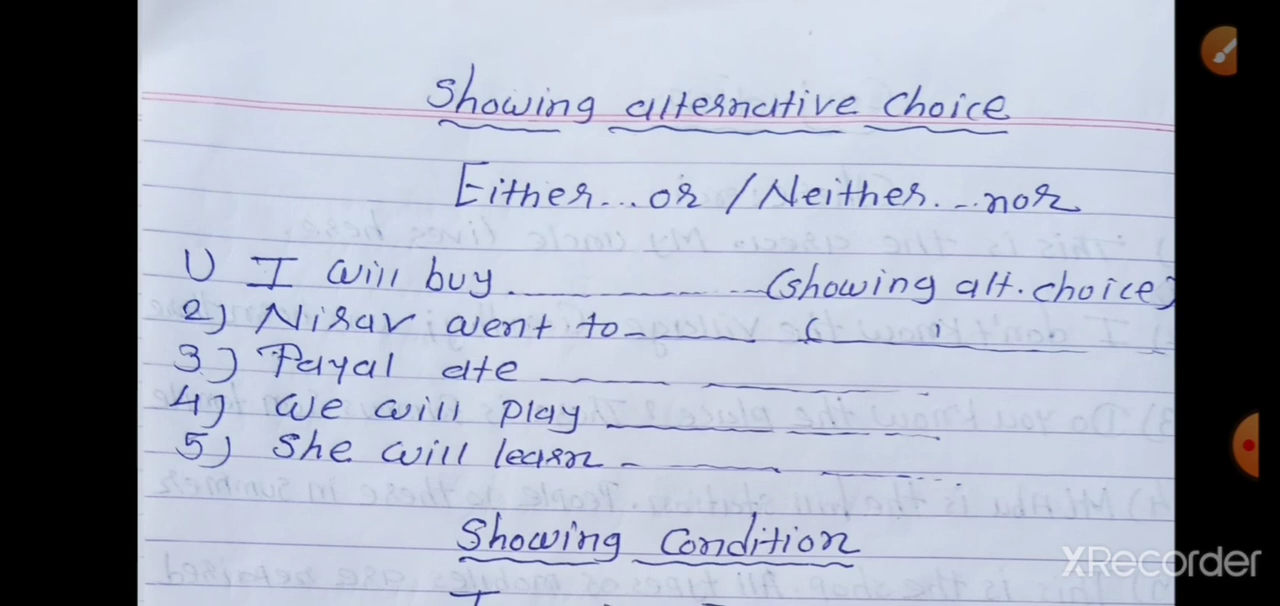 Showing alternative choice
Either...or / Neither...nor
1) I will buy ............ (showing alt. choice)
2) Nirav went to
3) Payal ate
4) We will play
5) She will learn
Showing Condition
XRecorder